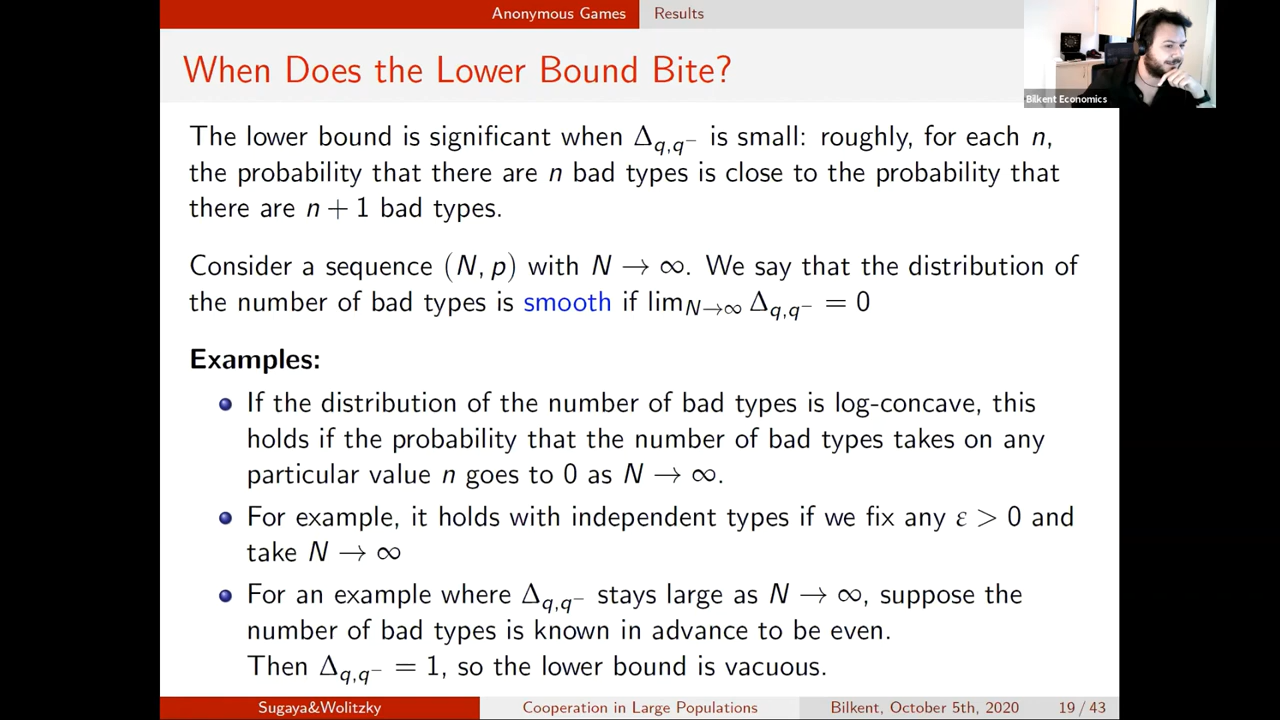 Anonymous Games Results
When Does the Lower Bound Bite?
Bilkent Economics
The lower bound is significant when Δq,q− is small: roughly, for each n,
the probability that there are n bad types is close to the probability that
there are n + 1 bad types.
Consider a sequence (N, p) with N → ∞. We say that the distribution of
the number of bad types is smooth if limN→∞ Δq,q− = 0
Examples:
If the distribution of the number of bad types is log-concave, this
holds if the probability that the number of bad types takes on any
particular value n goes to 0 as N → ∞.
For example, it holds with independent types if we fix any ε > 0 and
take N → ∞
For an example where Δq,q− stays large as N → ∞, suppose the
number of bad types is known in advance to be even.
Then Δq,q− = 1, so the lower bound is vacuous.
Sugaya&Wolitzky Cooperation in Large Populations Bilkent, October 5th, 2020 19 / 43